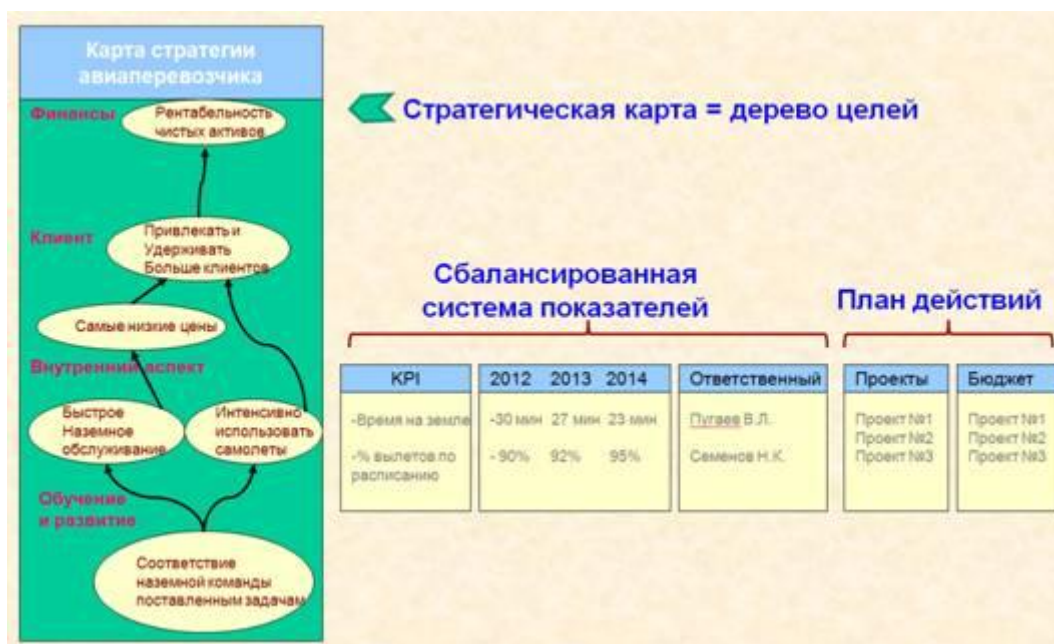 Карта стратегии
авиаперевозчика
Финансы
Рентабельность
чистых активов
Клиент
Привлекать и
Удерживать
Больше клиентов
Самые низкие цены
Внутренний аспект
Быстрое
Наземное
обслуживание
Интенсивно
использовать
самолеты
Обучение
и развитие
Соответствие
наземной команды
поставленным задачам
Стратегическая карта = дерево целей
Сбалансированная
система показателей
План действий
KPI
2012 2013 2014
Ответственный
Проекты
Бюджет
-Время на земле
-30 мин 27 мин 23 мин
Пугаев В.Л.
-% вылетов по
расписанию
- 90% 92% 95%
Семенов Н.К.
Проект №1
Проект №2
Проект №3
Проект №1
Проект №2
Проект №3